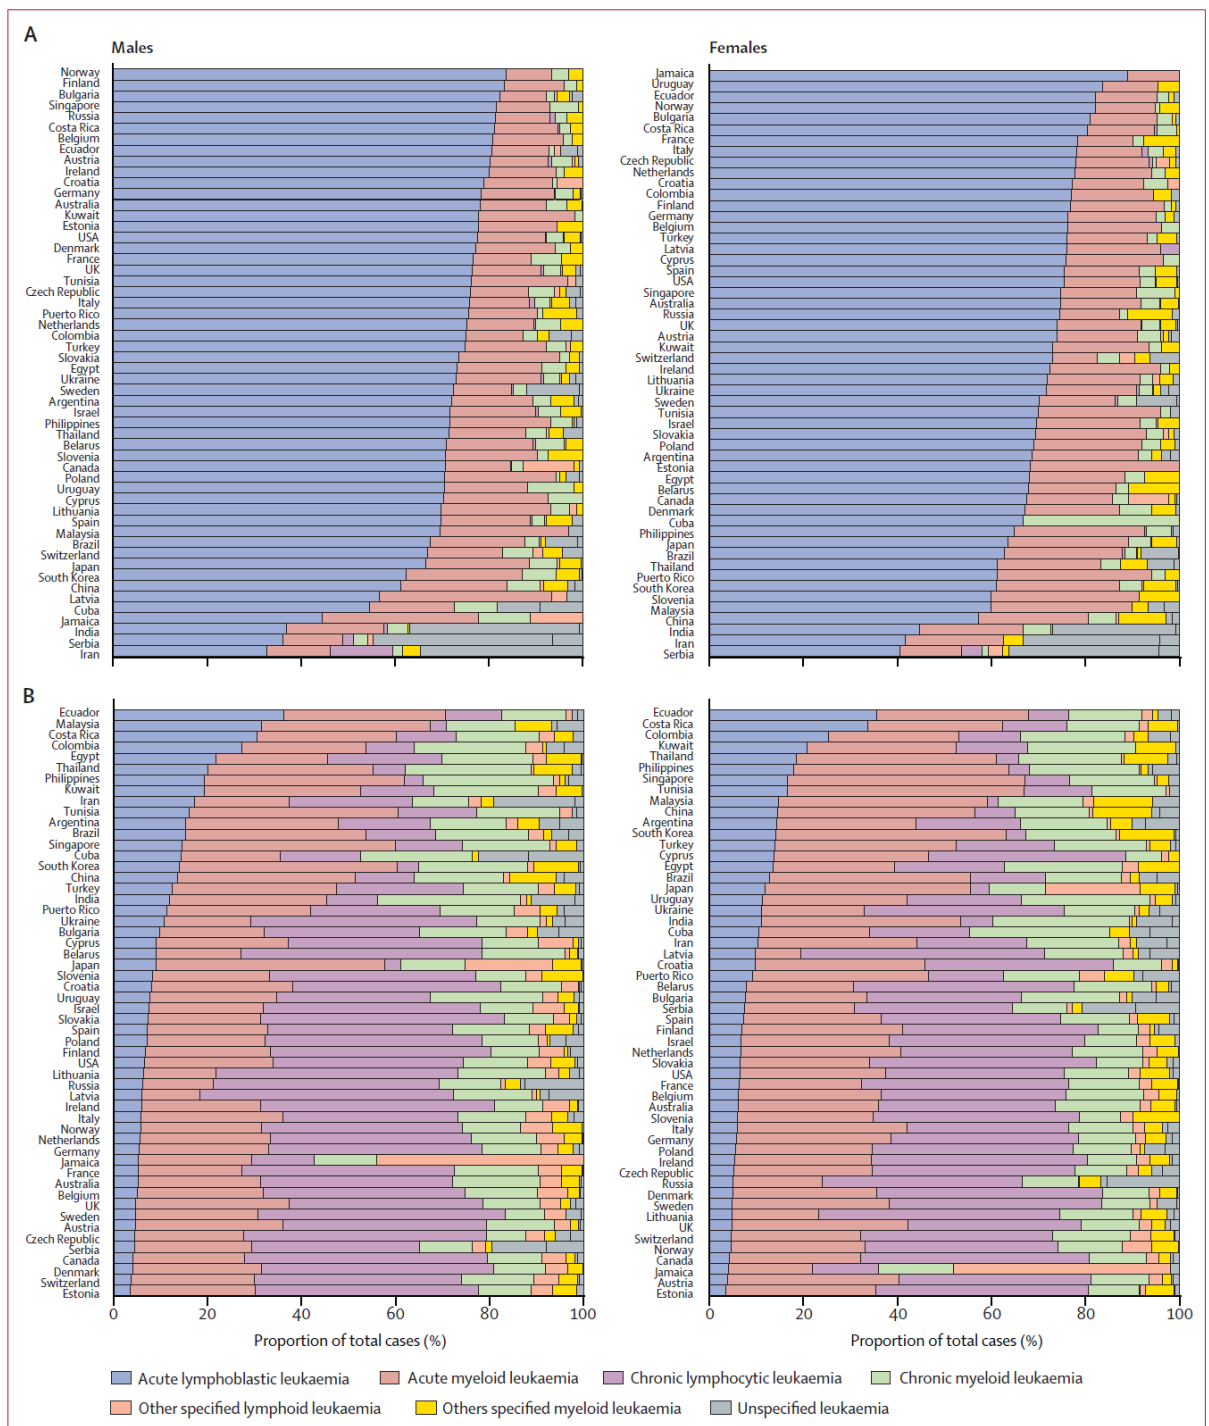 A
Males
Norway
Finland
Bulgaria
Singapore
Russia
Costa Rica
Belgium
Ecuador
Austria
Ireland
Croatia
Germany
Australia
Kuwait
Estonia
USA
Denmark
France
UK
Tunisia
Czech Republic
Italy
Puerto Rico
Netherlands
Colombia
Turkey
Slovakia
Egypt
Ukraine
Sweden
Argentina
Israel
Philippines
Thailand
Belarus
Slovenia
Canada
Poland
Uruguay
Cyprus
Lithuania
Spain
Malaysia
Brazil
Switzerland
Japan
South Korea
China
Latvia
Cuba
Jamaica
India
Serbia
Iran
Females
Jamaica
Uruguay
Ecuador
Norway
Bulgaria
Costa Rica
France
Italy
Czech Republic
Netherlands
Croatia
Colombia
Finland
Germany
Belgium
Turkey
Latvia
Cyprus
Spain
USA
Singapore
Australia
Russia
UK
Austria
Kuwait
Switzerland
Ireland
Lithuania
Ukraine
Sweden
Tunisia
Israel
Slovakia
Poland
Argentina
Estonia
Egypt
Belarus
Canada
Denmark
Cuba
Philippines
Japan
Brazil
Thailand
Puerto Rico
South Korea
Slovenia
Malaysia
China
India
Iran
Serbia
B
Ecuador
Malaysia
Costa Rica
Colombia
Egypt
Thailand
Philippines
Kuwait
Iran
Tunisia
Argentina
Brazil
Singapore
Cuba
South Korea
China
Turkey
India
Puerto Rico
Ukraine
Bulgaria
Cyprus
Belarus
Japan
Slovenia
Croatia
Uruguay
Israel
Slovakia
Spain
Poland
Finland
USA
Lithuania
Russia
Latvia
Ireland
Italy
Norway
Netherlands
Germany
Jamaica
France
Australia
Belgium
UK
Sweden
Austria
Czech Republic
Serbia
Canada
Denmark
Switzerland
Estonia
0 20 40 60 80 100
Proportion of total cases (%)
Ecuador
Costa Rica
Colombia
Kuwait
Thailand
Philippines
Singapore
Tunisia
Malaysia
China
Argentina
South Korea
Turkey
Cyprus
Egypt
Brazil
Japan
Uruguay
Ukraine
India
Cuba
Iran
Latvia
Croatia
Puerto Rico
Belarus
Bulgaria
Serbia
Spain
Finland
Israel
Netherlands
Slovakia
USA
France
Belgium
Australia
Slovenia
Italy
Germany
Poland
Ireland
Czech Republic
Russia
Denmark
Sweden
Lithuania
UK
Switzerland
Norway
Canada
Jamaica
Austria
Estonia
0 20 40 60 80 100
Proportion of total cases (%)
Acute lymphoblastic leukaemia Acute myeloid leukaemia Chronic lymphocytic leukaemia Chronic myeloid leukaemia
Other specified lymphoid leukaemia Others specified myeloid leukaemia Unspecified leukaemia